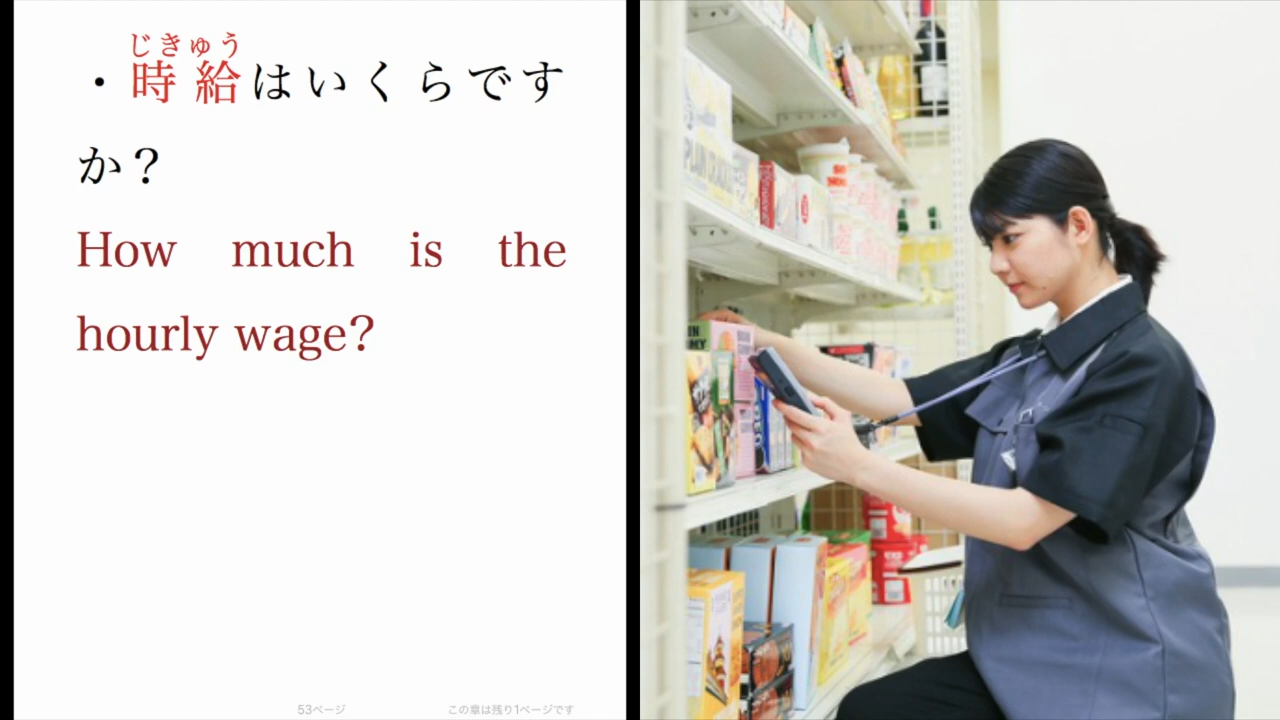 じきゅう
・時給はいくらです
か？
How much is the
hourly wage?
53ページ この章は残り1ページです